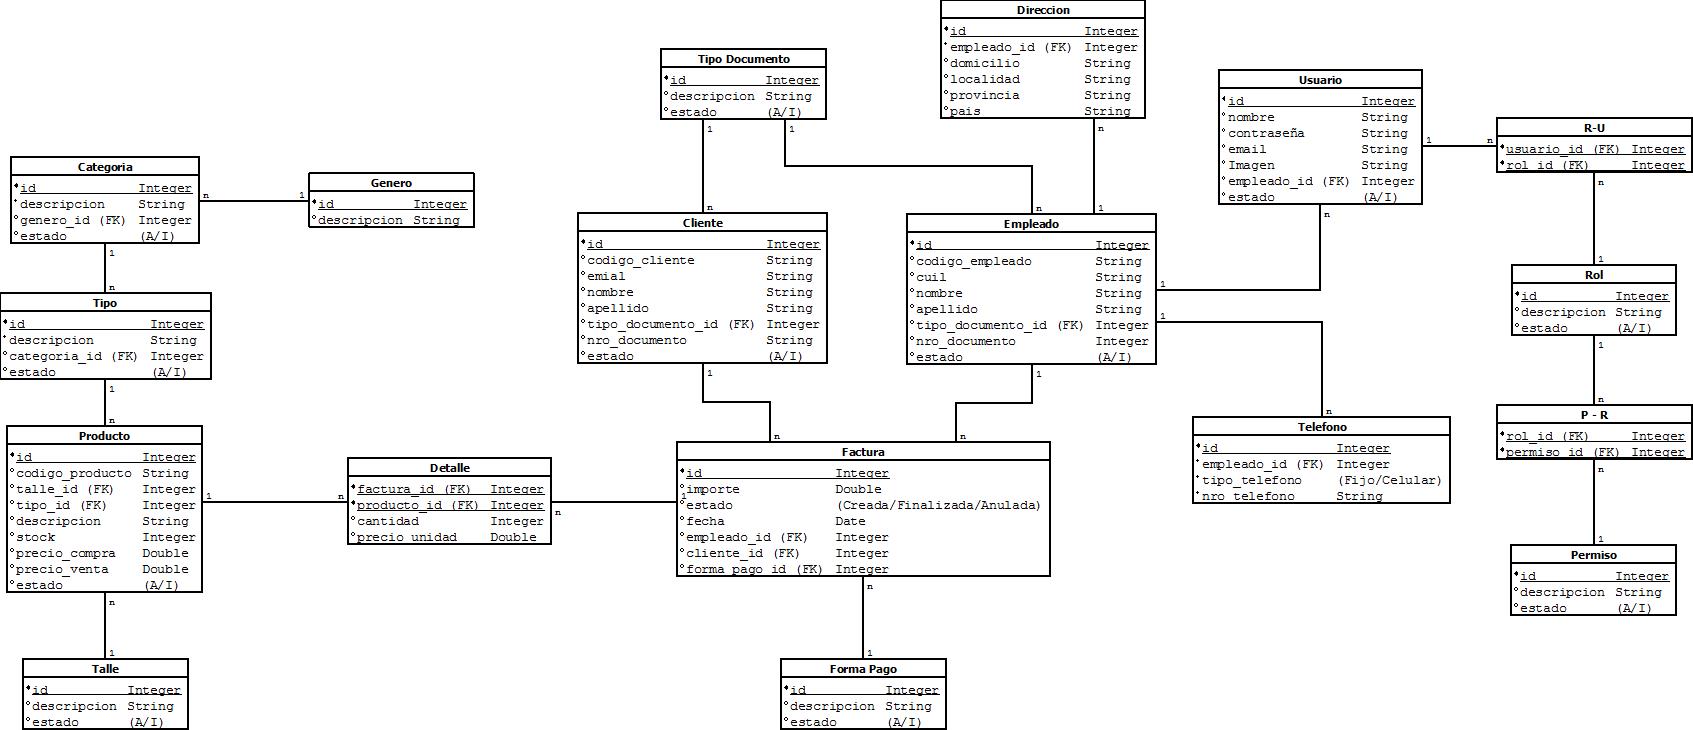 Direccion
id Integer
empleado_id (FK) Integer
domicilio String
localidad String
provincia String
pais String
n
1
Tipo Documento
id Integer
descripcion String
estado (A/I)
1
1
n
n
Usuario
id Integer
nombre String
contraseña String
email String
Imagen String
empleado_id (FK) Integer
estado (A/I)
1
n
n
1
R-U
usuario_id (FK) Integer
rol_id (FK) Integer
n
1
Categoria
id Integer
descripcion String
genero_id (FK) Integer
estado (A/I)
n
1
1
n
Genero
id Integer
descripcion String
Cliente
id Integer
codigo_cliente String
emial String
nombre String
apellido String
tipo_documento_id (FK) Integer
nro_documento String
estado (A/I)
1
n
Empleado
id Integer
codigo_empleado String
cuil String
nombre String
apellido String
tipo_documento_id (FK) Integer
nro_documento Integer
estado (A/I)
1
n
1
n
Rol
id Integer
descripcion String
estado (A/I)
1
n
Tipo
id Integer
descripcion String
categoria_id (FK) Integer
estado (A/I)
1
n
P - R
rol_id (FK) Integer
permiso_id (FK) Integer
n
1
Telefono
id Integer
empleado_id (FK) Integer
tipo_telefono (Fijo/Celular)
nro_telefono String
Producto
id Integer
codigo_producto String
talle_id (FK) Integer
tipo_id (FK) Integer
descripcion String
stock Integer
precio_compra Double
precio_venta Double
estado (A/I)
1
n
n
1
Detalle
factura_id (FK) Integer
producto_id (FK) Integer
cantidad Integer
precio_unidad Double
n
1
Factura
id Integer
importe Double
estado (Creada/Finalizada/Anulada)
fecha Date
empleado_id (FK) Integer
cliente_id (FK) Integer
forma_pago_id (FK) Integer
n
1
Permiso
id Integer
descripcion String
estado (A/I)
Talle
id Integer
descripcion String
estado (A/I)
Forma Pago
id Integer
descripcion String
estado (A/I)